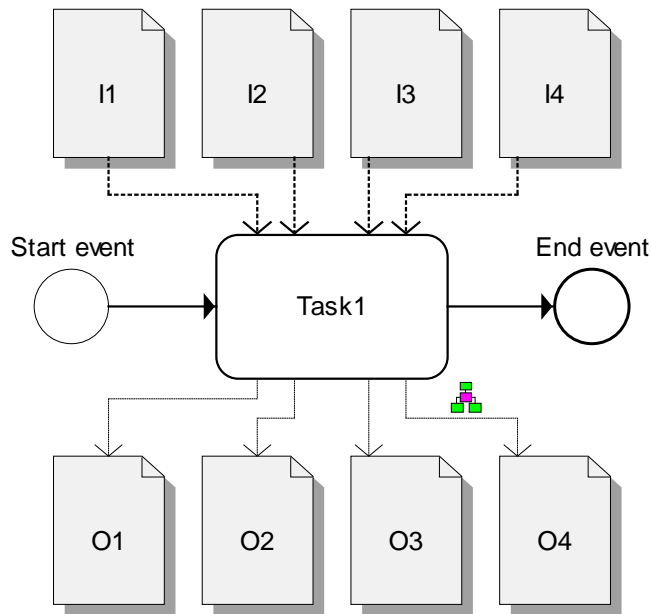 I1
I2
I3
I4
Start event
End event
Task1
O1
O2
O3
O4